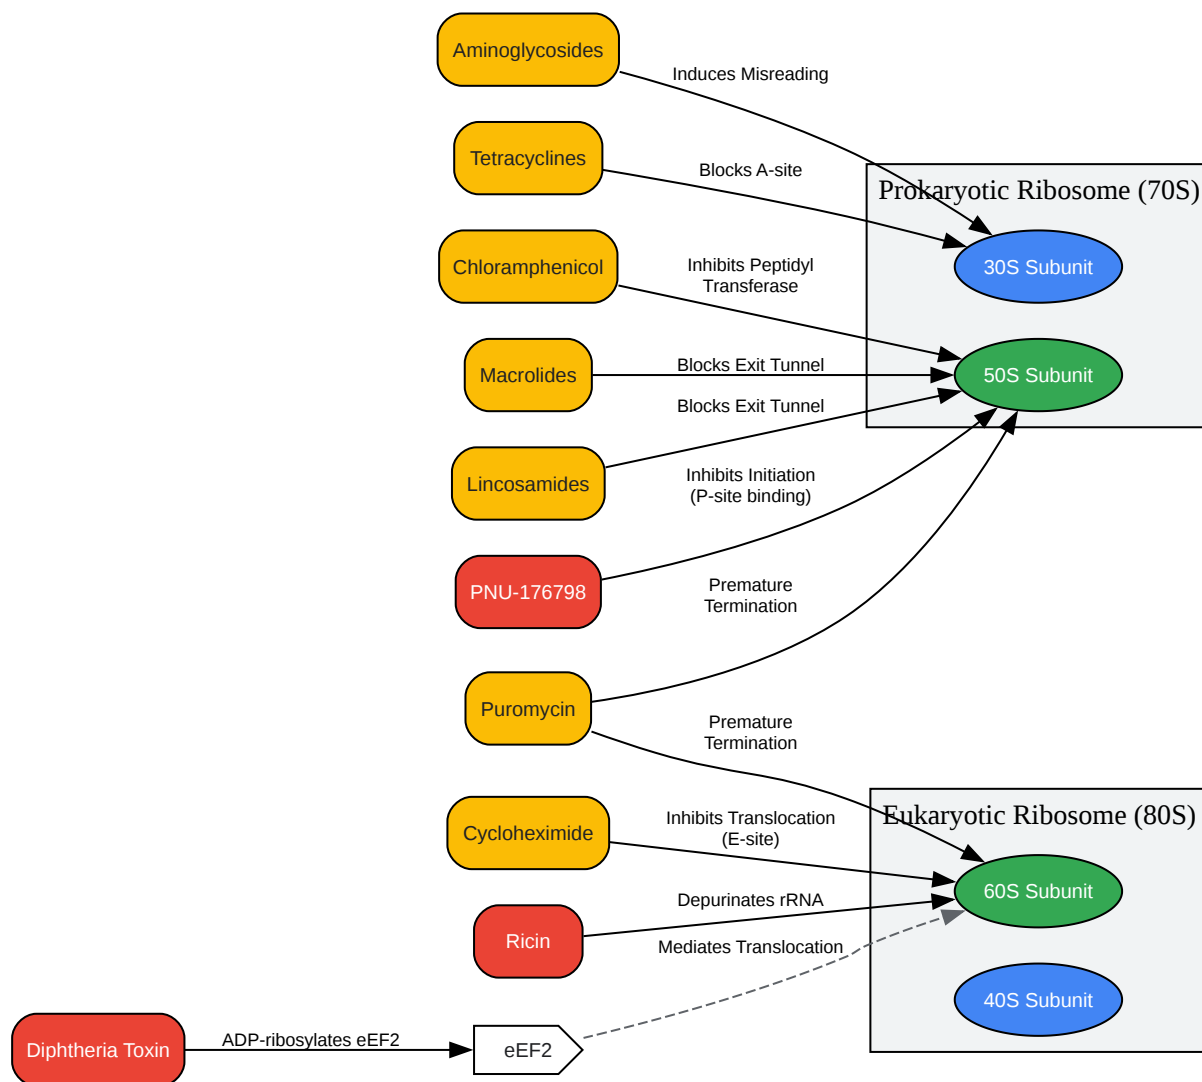 Aminoglycosides
Induces Misreading
Tetracyclines
Blocks A-site
Prokaryotic Ribosome (70S)
30S Subunit
Chloramphenicol
Inhibits Peptidyl
Transferase
Macrolides
Blocks Exit Tunnel
50S Subunit
Blocks Exit Tunnel
Lincosamides
Inhibits Initiation
(P-site binding)
PNU-176798
Premature
Termination
Puromycin
Premature
Termination
Eukaryotic Ribosome (80S)
Cycloheximide
Inhibits Translocation
(E-site)
60S Subunit
Depurinates rRNA
Ricin
Mediates Translocation
40S Subunit
Diphtheria Toxin
ADP-ribosylates eEF2
eEF2